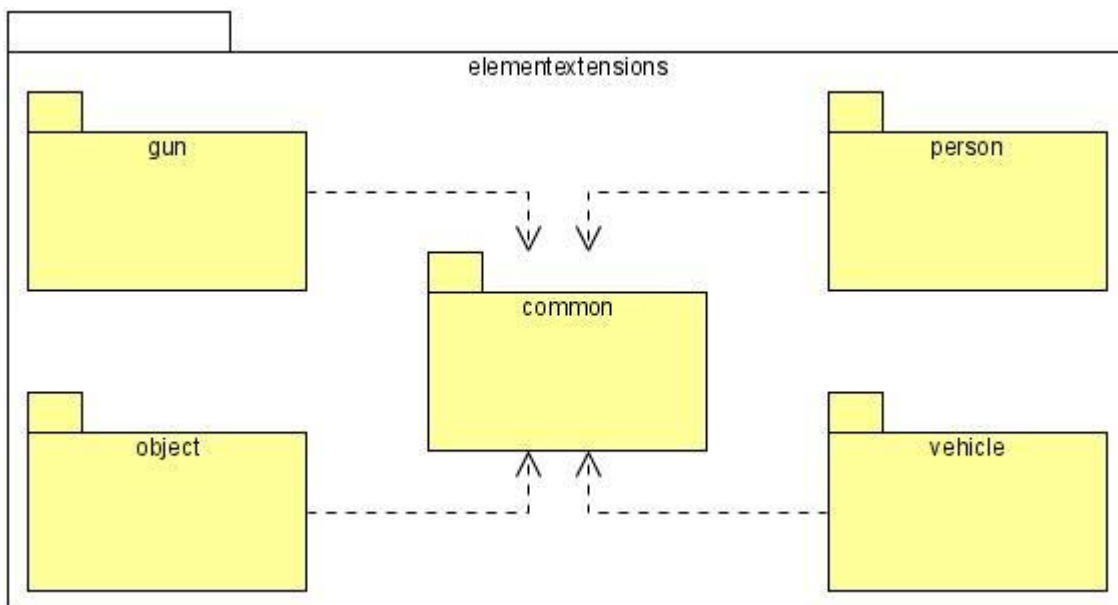 elementextensions
gun
person
common
object
vehicle